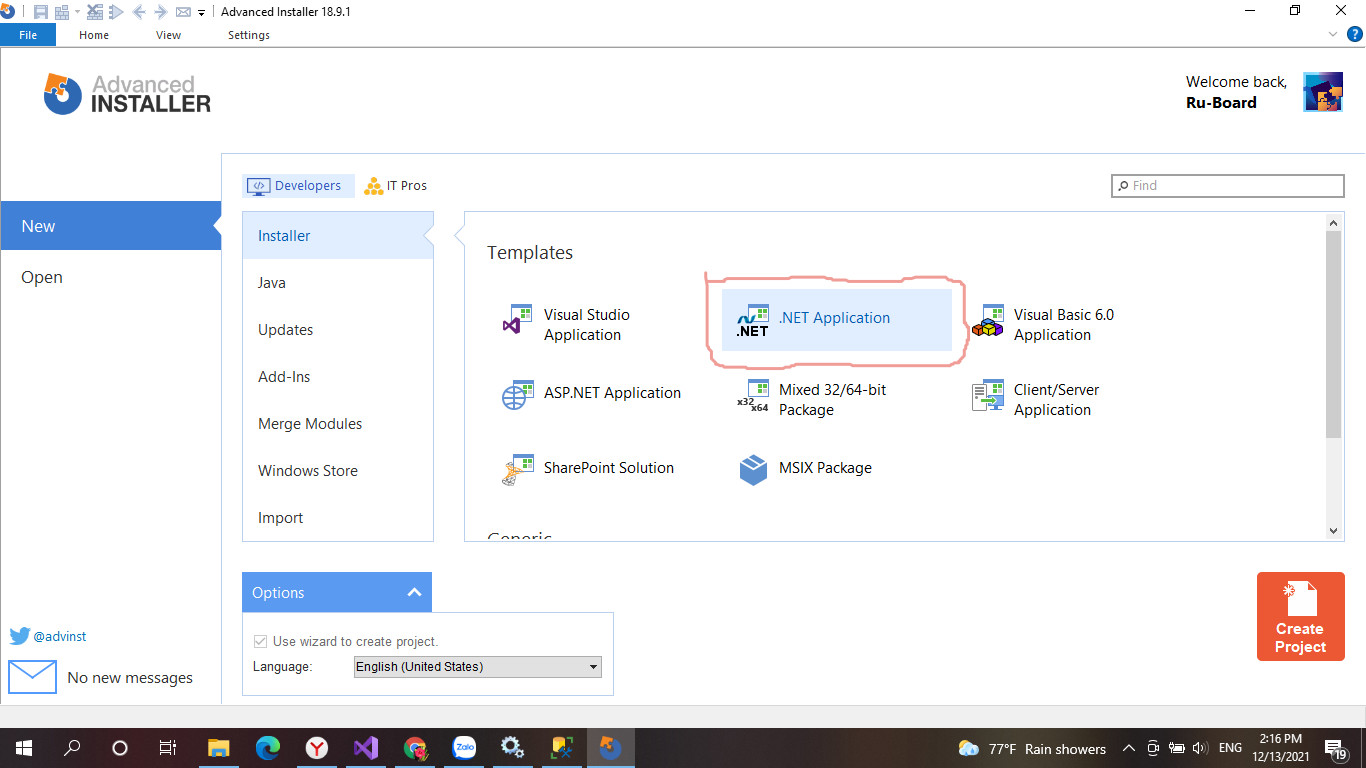 Advanced Installer 18.9.1
File Home View Settings
?
Advanced
INSTALLER
Welcome back,
Ru-Board
Developers IT Pros
Find
New
Open
Installer
Java
Updates
Add-Ins
Merge Modules
Windows Store
Import
Templates
Visual Studio
Application
.NET
.NET Application
Visual Basic 6.0
Application
ASP.NET Application
x32
x64
Mixed 32/64-bit
Package
Client/Server
Application
SharePoint Solution
MSIX Package
Generic
Options
Use wizard to create project.
Language: English (United States)
Create
Project
@advinst
No new messages
Zalo
77°F Rain showers
ENG
2:16 PM
12/13/2021
19